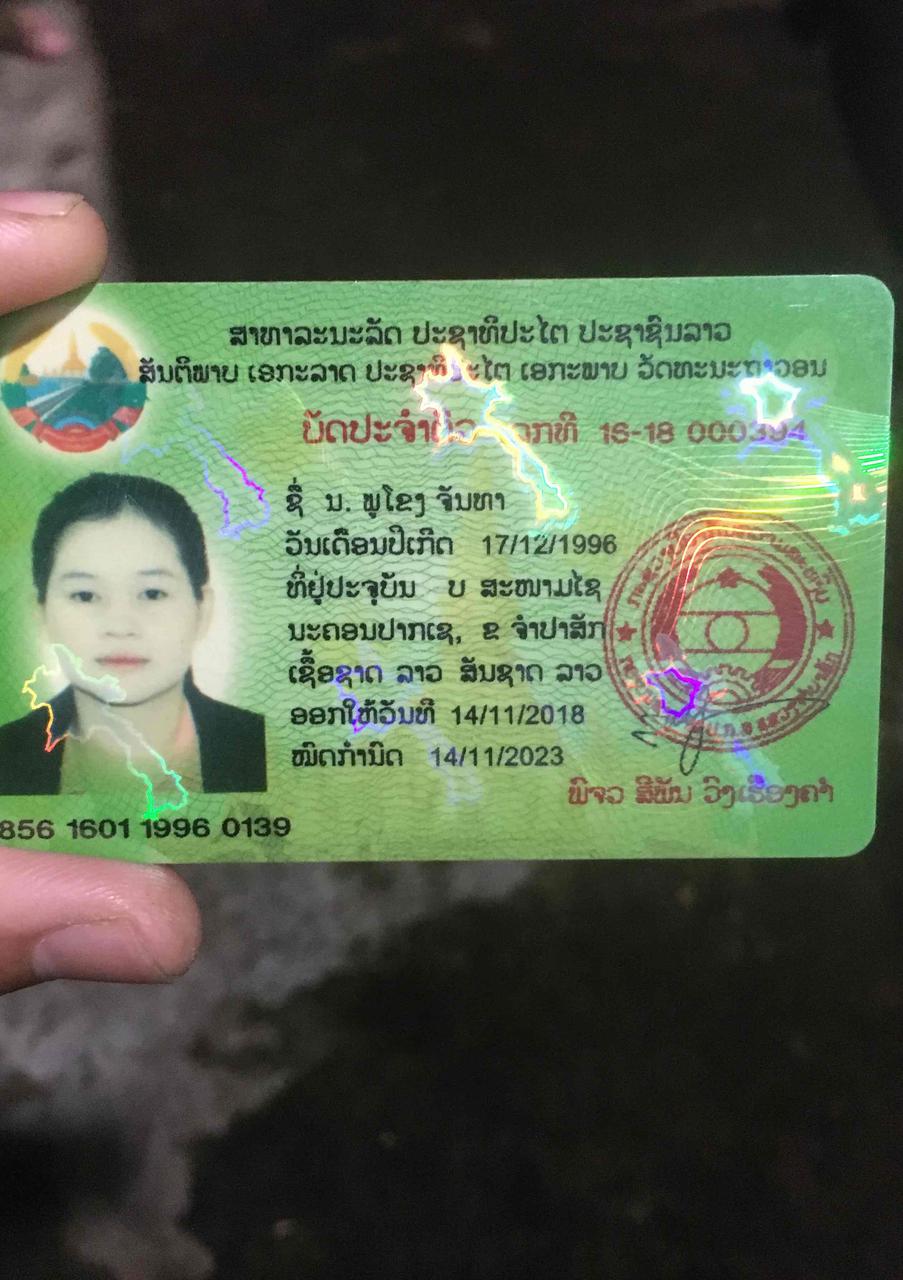 ສາທາລະນະລັດ ປະຊາທິປະໄຕ ປະຊາຊົນລາວ
ສັນຕິພາບ ເອກະລາດ ປະຊາທິປະໄຕ ເອກະພາບ ວັດທະນະຖາວອນ
ບັດປະຈຳຕົວ ເລກທີ 16-18 000394
ຊື່ ນ. ພູໂຂງ ຈັນທາ
ວັນເດືອນປີເກີດ 17/12/1996
ທີ່ຢູ່ປະຈຸບັນ ບ ສະໜາມໄຊ
ນະຄອນປາກເຊ, ຂ ຈຳປາສັກ
ເຊື້ອຊາດ ລາວ ສັນຊາດ ລາວ
ອອກໃຫ້ວັນທີ 14/11/2018
ໝົດກຳນົດ 14/11/2023
ພົຈວ ສີພັນ ວົງເຮືອງຄຳ
856 1601 1996 0139